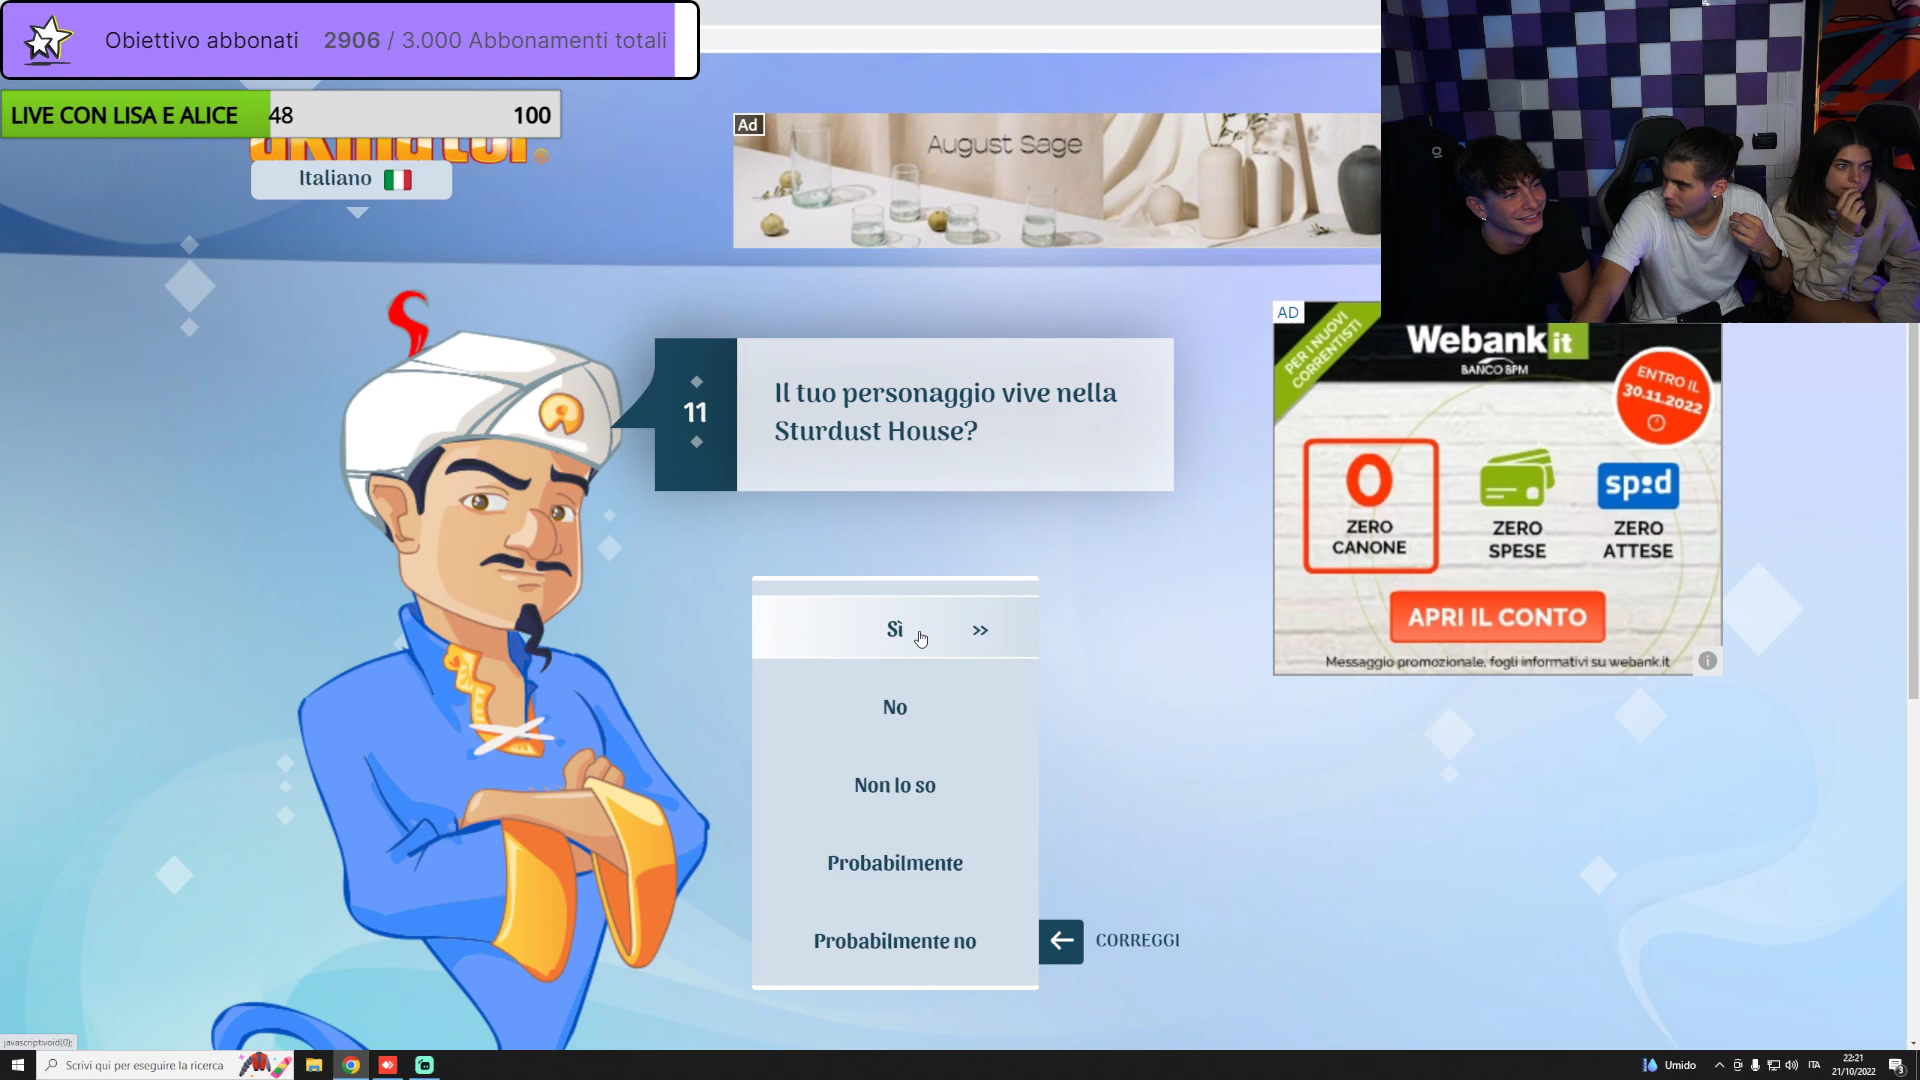 Obiettivo abbonati 2906 / 3.000 Abbonamenti totali
LIVE CON LISA E ALICE 48 100
akinator®
Italiano
Ad
August Sage
11
Il tuo personaggio vive nella
Sturdust House?
Sì >>
No
Non lo so
Probabilmente
Probabilmente no
CORREGGI
AD
PER I NUOVI
CORRENTISTI
Webank it
BANCO BPM
ENTRO IL
30.11.2022
0
ZERO
CANONE
ZERO
SPESE
spid
ZERO
ATTESE
APRI IL CONTO
Messaggio promozionale, fogli informativi su webank.it
javascript:void(0);
Scrivi qui per eseguire la ricerca
Umido
ITA
22:21
21/10/2022
3